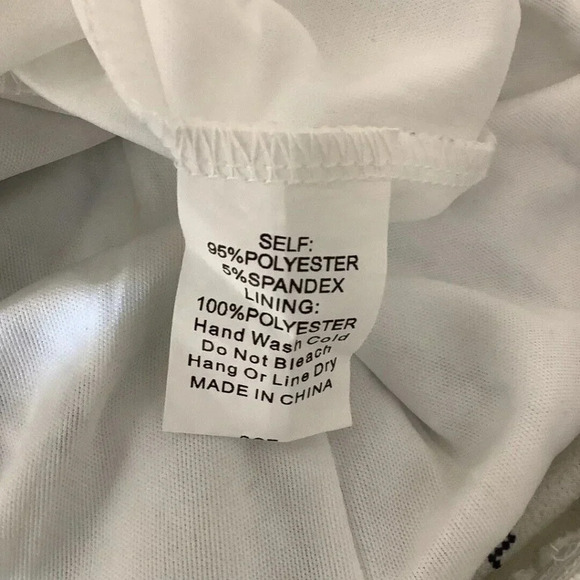 SELF:
95%POLYESTER
5%SPANDEX
LINING:
100%POLYESTER
Hand Wash Cold
Do Not Bleach
Hang Or Line Dry
MADE IN CHINA